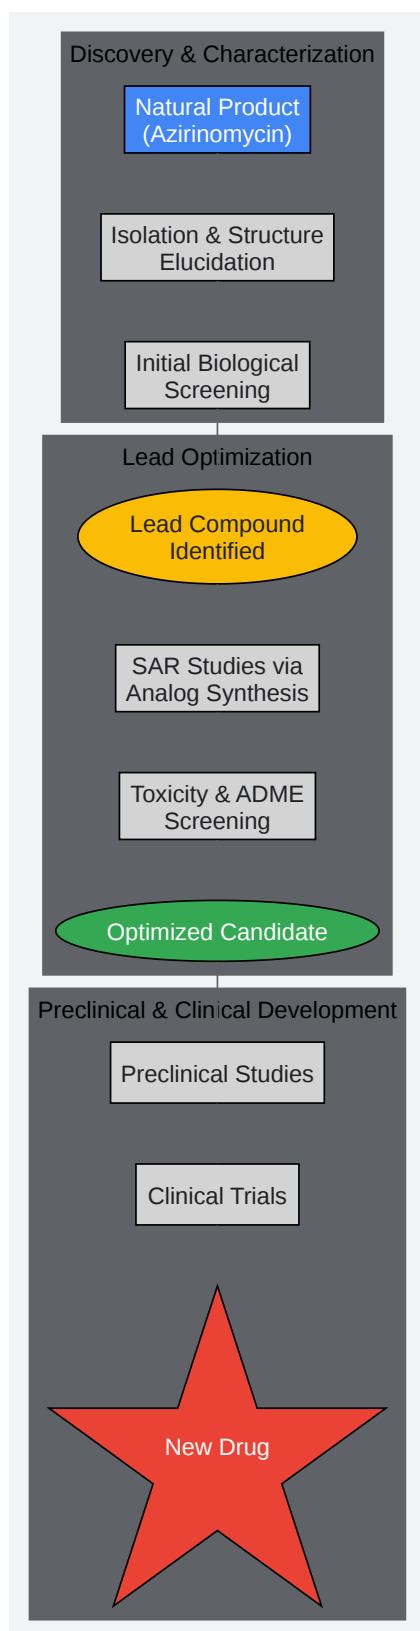 Discovery & Characterization
Natural Product
(Azirinomycin)
Isolation & Structure
Elucidation
Initial Biological
Screening
Lead Optimization
Lead Compound
Identified
SAR Studies via
Analog Synthesis
Toxicity & ADME
Screening
Optimized Candidate
Preclinical & Clinical Development
Preclinical Studies
Clinical Trials
New Drug